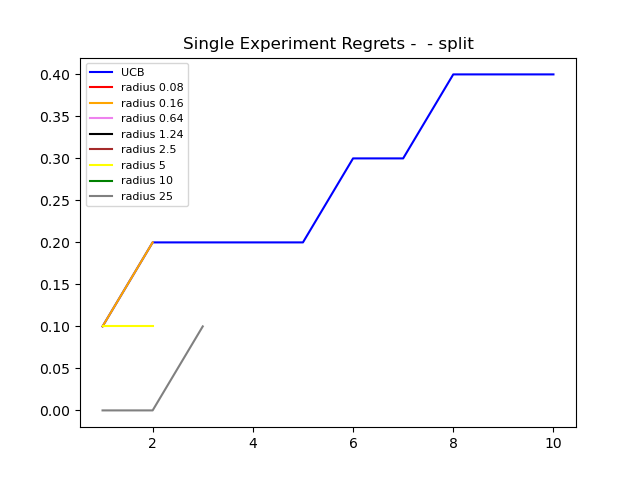 Single Experiment Regrets -  - split
0.40
0.35
0.30
0.25
0.20
0.15
0.10
0.05
0.00
UCB
radius 0.08
radius 0.16
radius 0.64
radius 1.24
radius 2.5
radius 5
radius 10
radius 25
2 4 6 8 10